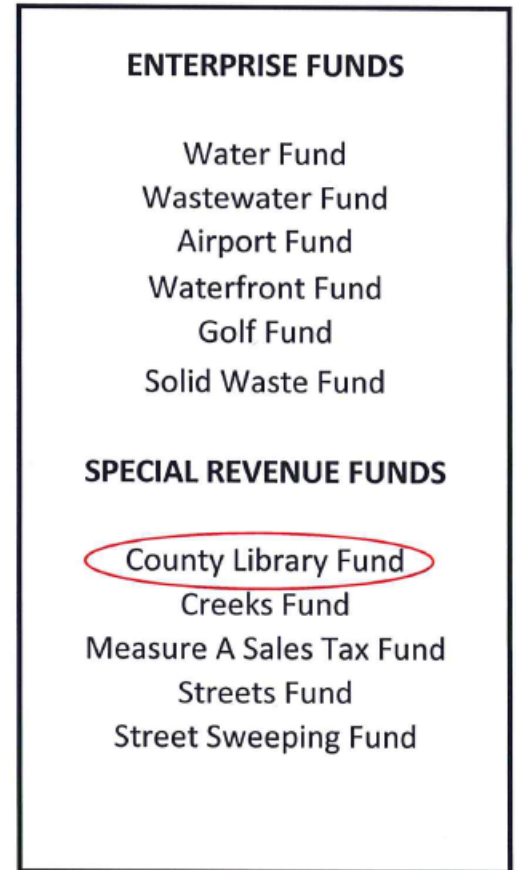 ENTERPRISE FUNDS
Water Fund
Wastewater Fund
Airport Fund
Waterfront Fund
Golf Fund
Solid Waste Fund
SPECIAL REVENUE FUNDS
County Library Fund
Creeks Fund
Measure A Sales Tax Fund
Streets Fund
Street Sweeping Fund